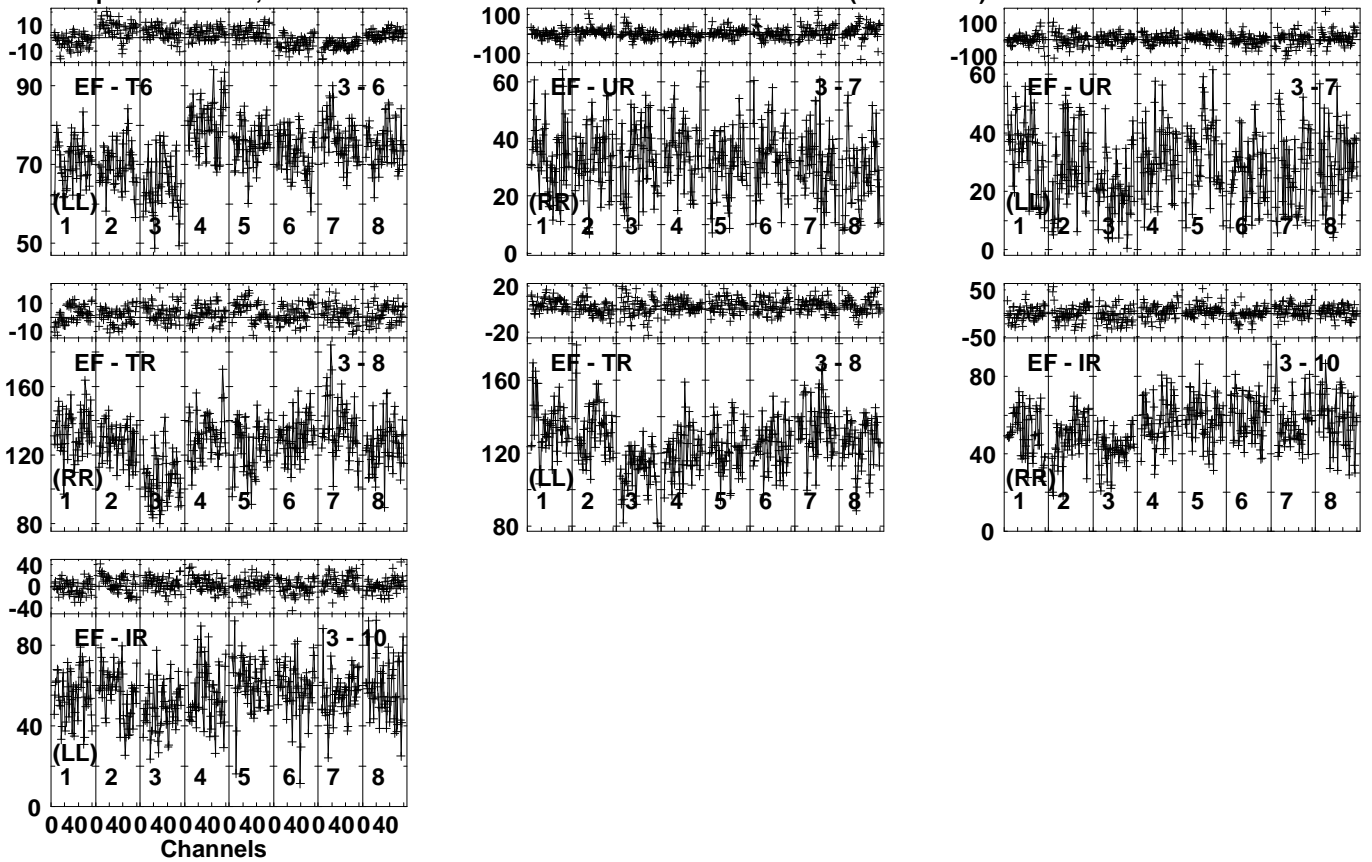 10
-10
90
70
50
EF - T6
3 - 6
(LL)
1 2 3 4 5 6 7 8
100
-100
60
40
20
0
EF - UR
3 - 7
(RR)
1 2 3 4 5 6 7 8
100
-100
60
40
20
0
EF - UR
3 - 7
(LL)
1 2 3 4 5 6 7 8
10
-10
160
120
80
EF - TR
3 - 8
(RR)
1 2 3 4 5 6 7 8
20
-20
160
120
80
EF - TR
3 - 8
(LL)
1 2 3 4 5 6 7 8
50
-50
80
40
0
EF - IR
3 - 10
(RR)
1 2 3 4 5 6 7 8
40
0
-40
80
40
0
EF - IR
3 - 10
(LL)
1 2 3 4 5 6 7 8
0 40 0 40 0 40 0 40 0 40 0 40 0 40 0 40
Channels